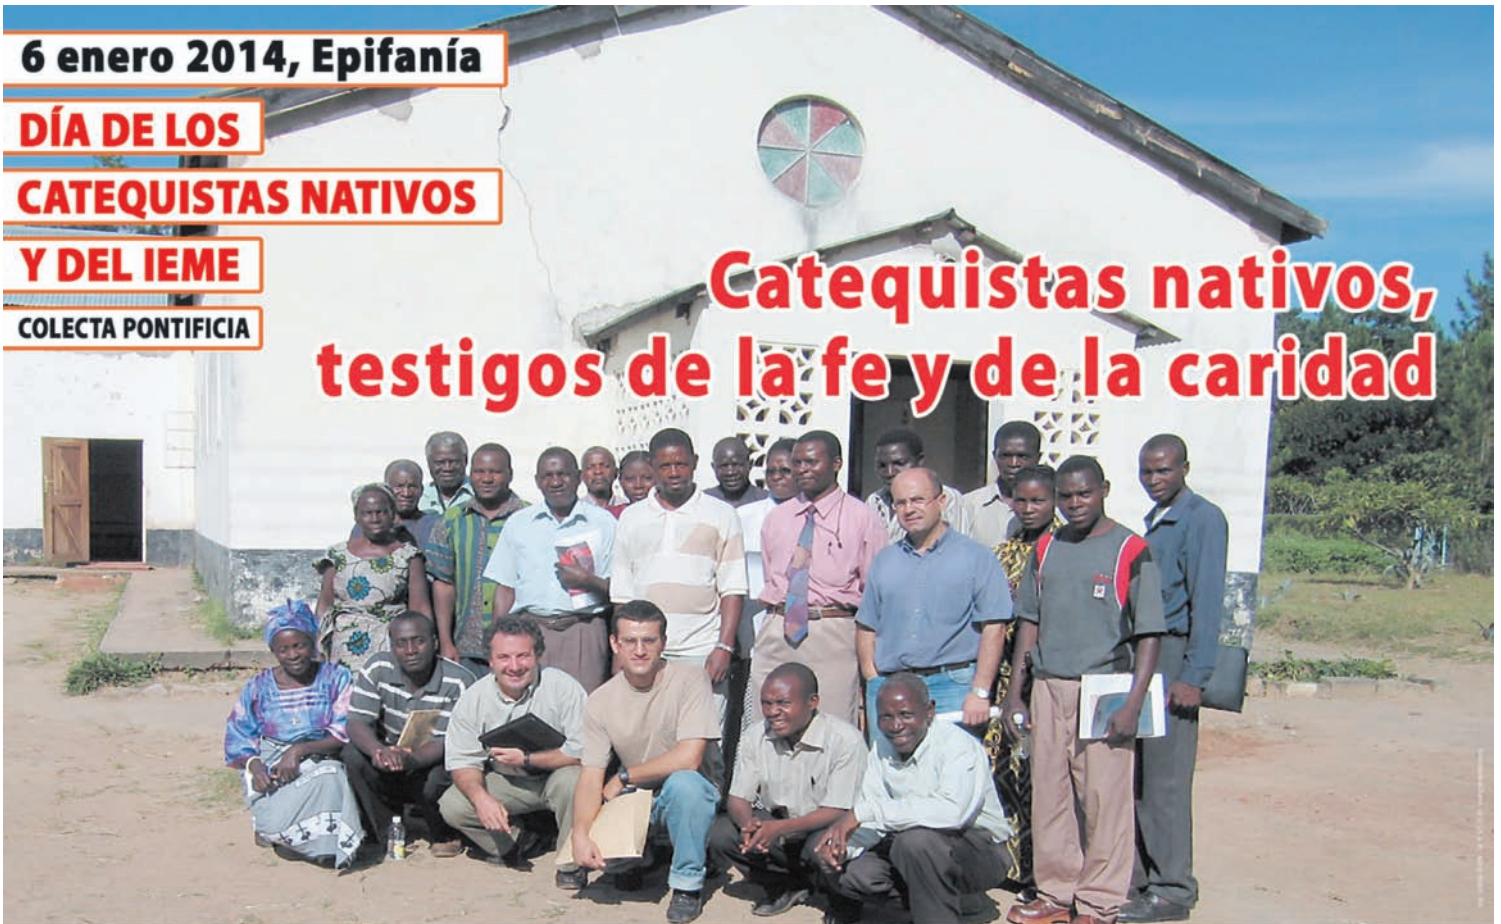 6 enero 2014, Epifanía
DÍA DE LOS
CATEQUISTAS NATIVOS
Y DEL IEME
COLECTA PONTIFICIA
Catequistas nativos,
testigos de la fe y de la caridad